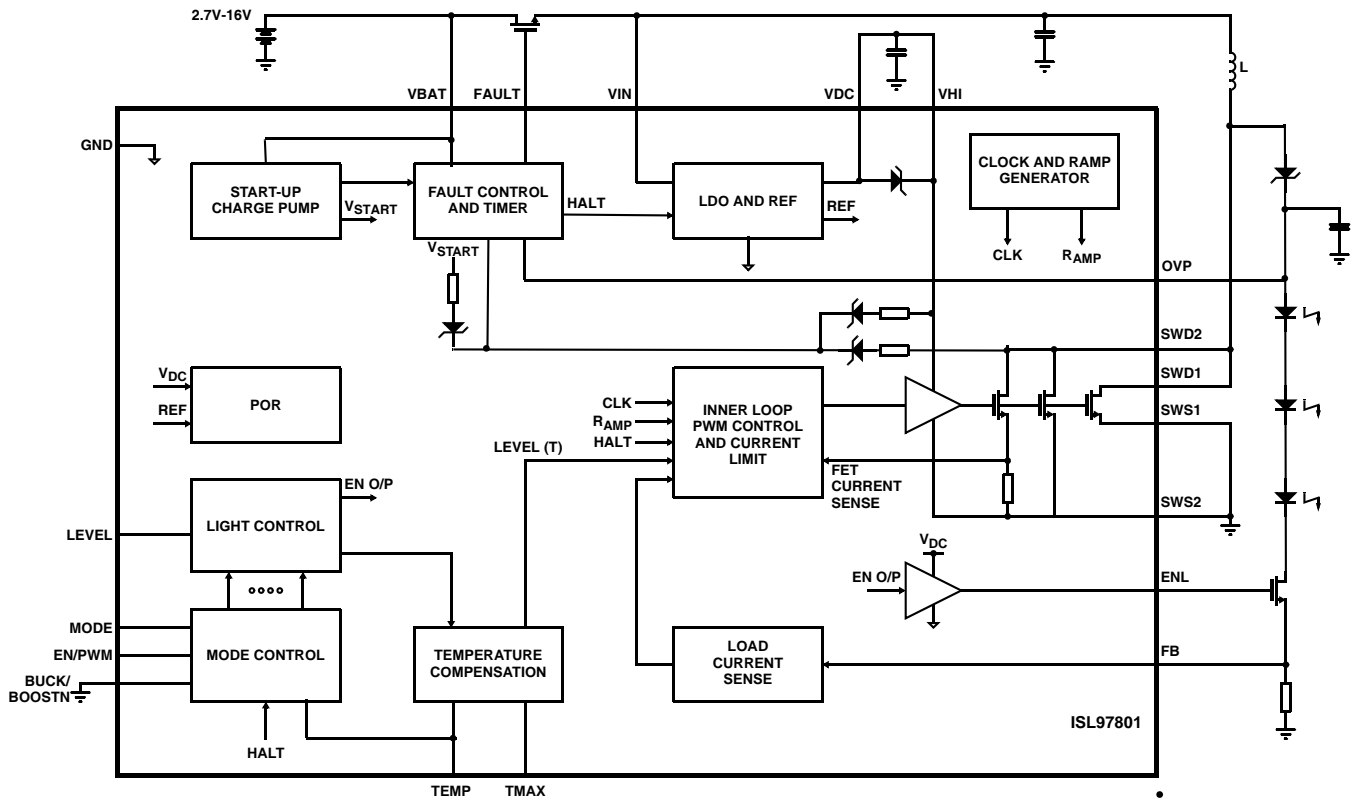 2.7V-16V
L
VBAT
FAULT
VIN
VDC
VHI
GND
START-UP
CHARGE PUMP
VSTART
FAULT CONTROL
AND TIMER
HALT
LDO AND REF
REF
CLOCK AND RAMP
GENERATOR
CLK
RAMP
VSTART
OVP
SWD2
SWD1
SWS1
SWS2
VDC
REF
POR
CLK
RAMP
HALT
LEVEL (T)
INNER LOOP
PWM CONTROL
AND CURRENT
LIMIT
FET
CURRENT
SENSE
LEVEL
LIGHT CONTROL
EN O/P
VDC
EN O/P
ENL
MODE
EN/PWM
BUCK/
BOOSTN
MODE CONTROL
HALT
TEMPERATURE
COMPENSATION
LOAD
CURRENT
SENSE
FB
ISL97801
TEMP
TMAX